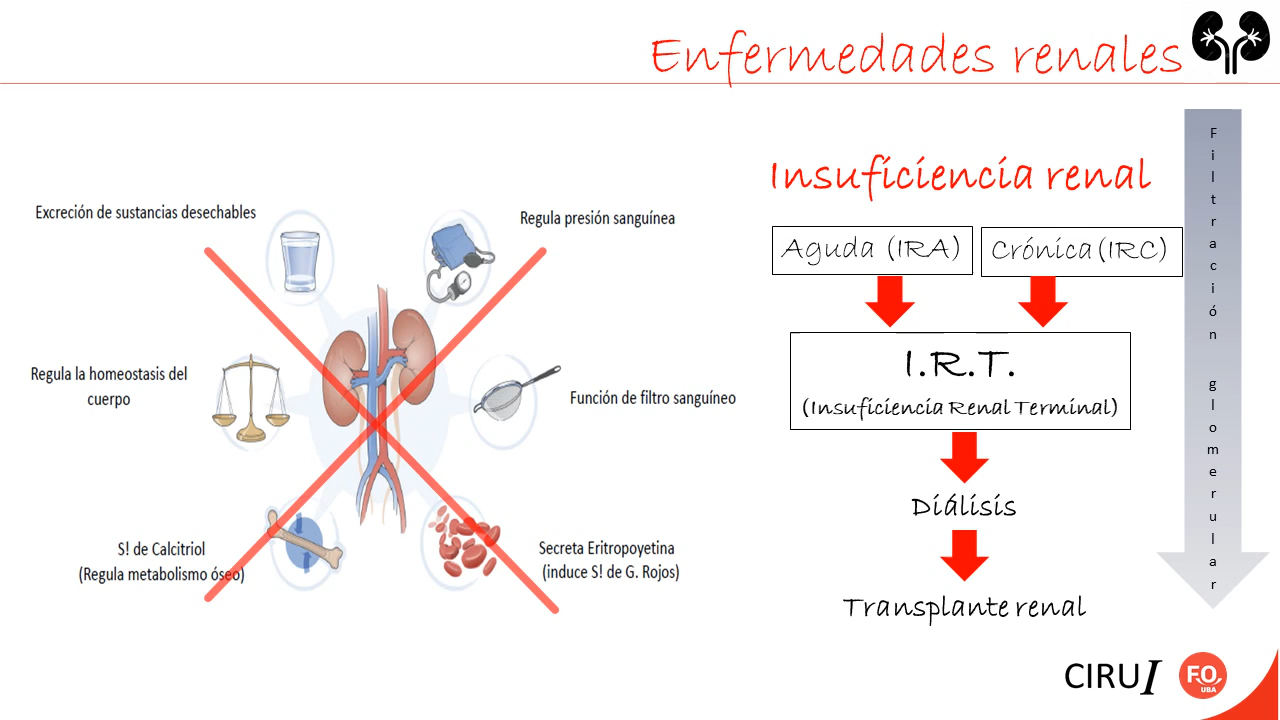 Enfermedades renales
Excreción de sustancias desechables
Regula presión sanguínea
Regula la homeostasis del
cuerpo
Función de filtro sanguíneo
S! de Calcitriol
(Regula metabolismo óseo)
Secreta Eritropoyetina
(induce S! de G. Rojos)
Insuficiencia renal
Aguda (IRA)
Crónica (IRC)
I.R.T.
(Insuficiencia Renal Terminal)
Diálisis
Transplante renal
Filtración glomerular
CIRUI
F.O.
UBA